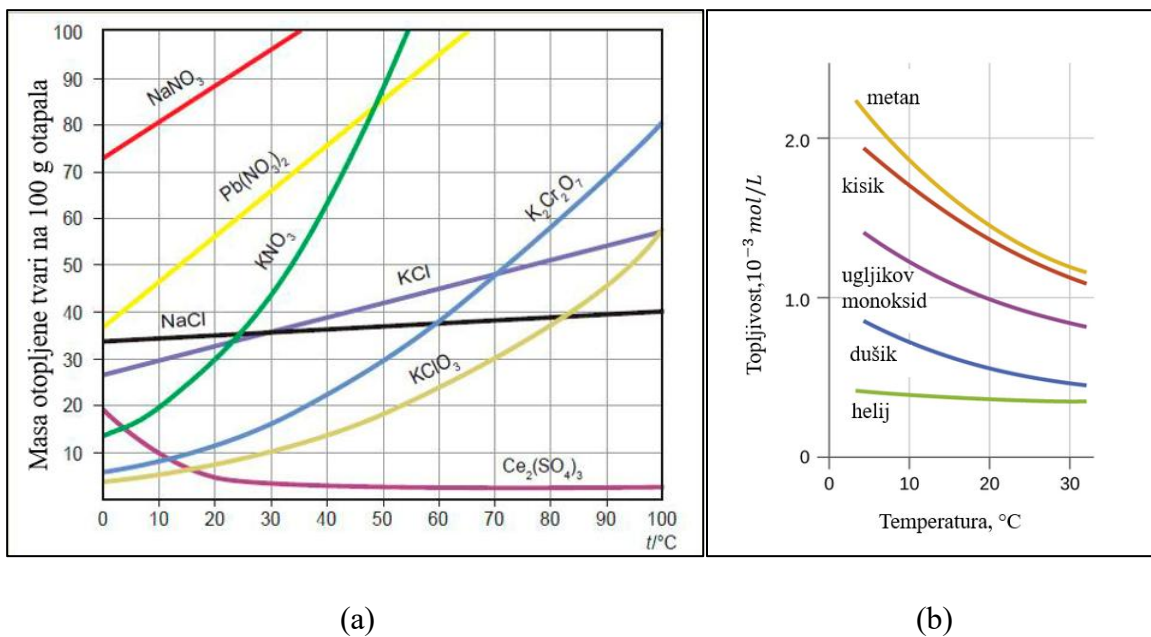 Masa otopljene tvari na 100 g otapala
100
90
80
70
60
50
40
30
20
10
NaNO₃
Pb(NO₃)₂
KNO₃
K₂Cr₂O₇
KCl
NaCl
KClO₃
Ce₂(SO₄)₃
0 10 20 30 40 50 60 70 80 90 100
t/°C
Topljivost,10⁻³ mol/L
2.0
1.0
0
metan
kisik
ugljikov
monoksid
dušik
helij
0 10 20 30
Temperatura, °C
(a) (b)